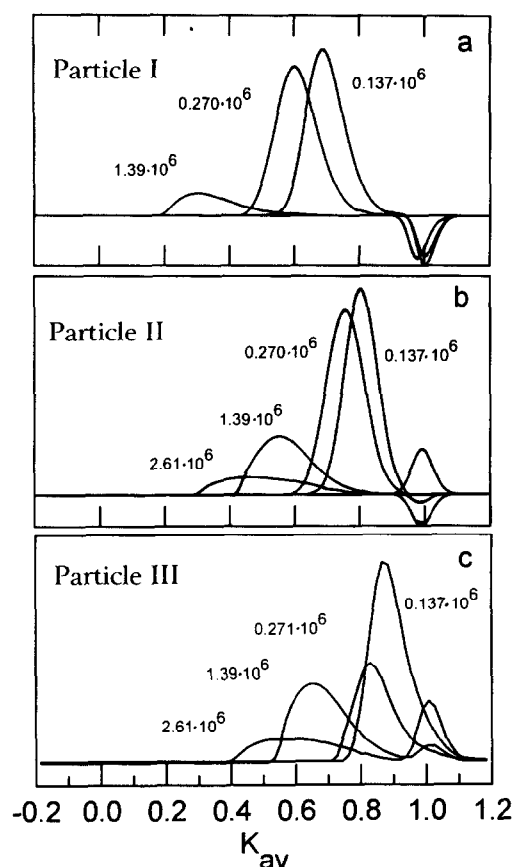 a
Particle I
0.137·10⁶
0.270·10⁶
1.39·10⁶
b
Particle II
0.270·10⁶
0.137·10⁶
1.39·10⁶
2.61·10⁶
c
Particle III
0.137·10⁶
0.271·10⁶
1.39·10⁶
2.61·10⁶
-0.2 0.0 0.2 0.4 0.6 0.8 1.0 1.2
K_av